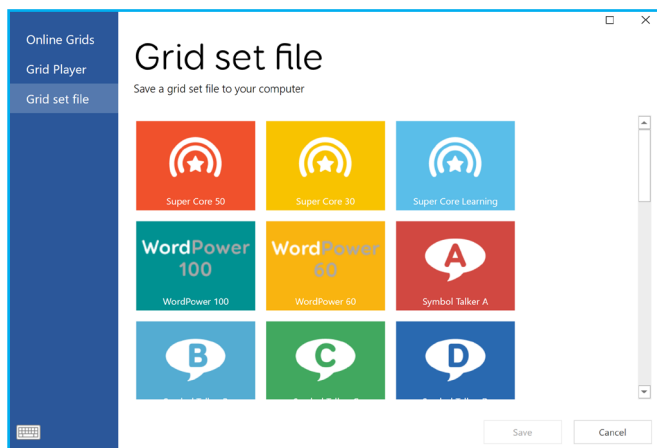 Online Grids
Grid Player
Grid set file
Grid set file
Save a grid set file to your computer
Super Core 50
Super Core 30
Super Core Learning
WordPower
100
WordPower 100
WordPower
60
WordPower 60
A
Symbol Talker A
B
C
D
Save
Cancel